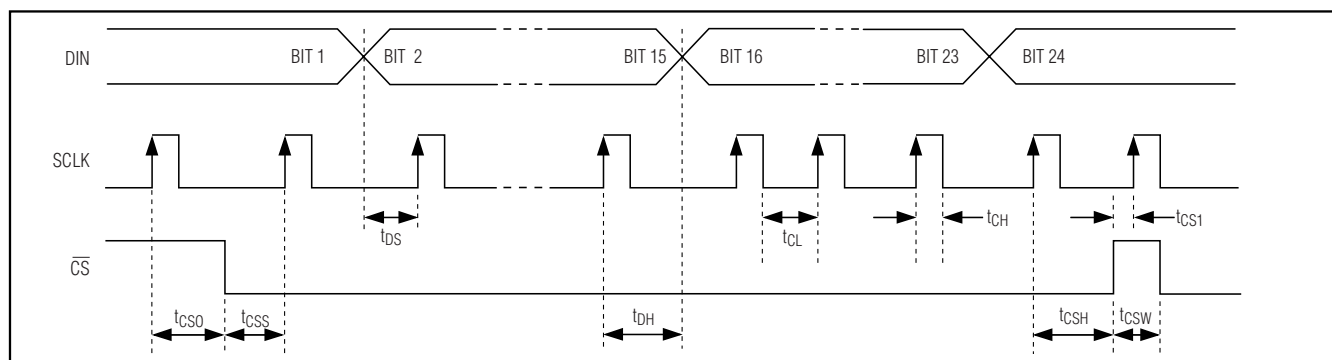 DIN BIT 1 BIT 2 BIT 15 BIT 16 BIT 23 BIT 24
SCLK
tDS tCL tCH tCS1
CS
tCSO tCSS tDH tCSH tCSW